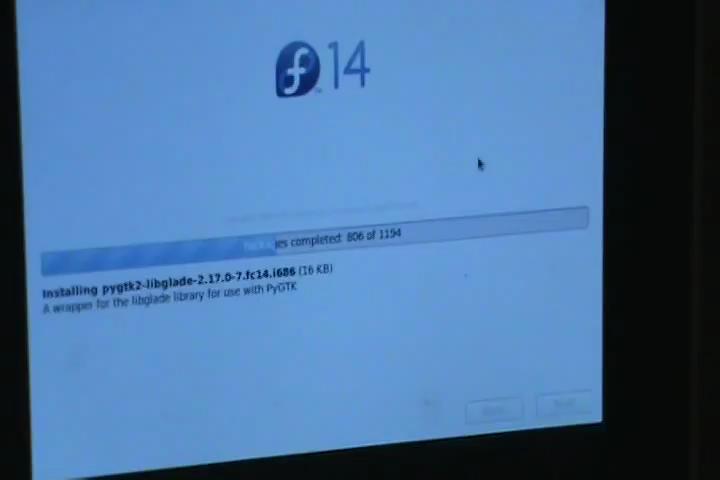 14
Packages completed: 806 of 1194
Installing pygtk2-libglade-2.17.0-7.fc14.i686 (16 KB)
A wrapper for the libglade library for use with PyGTK